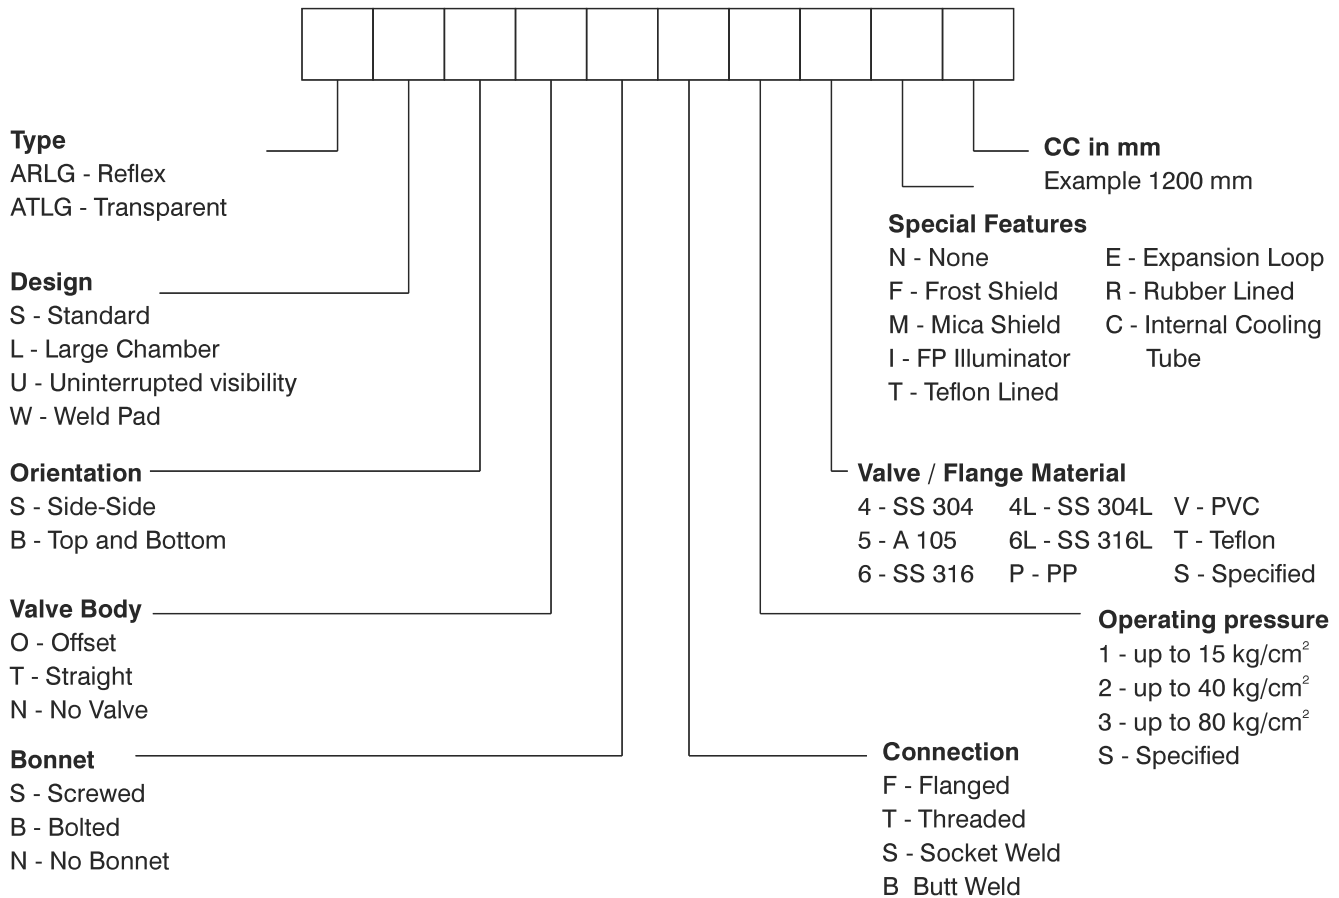 Type
ARLG - Reflex
ATLG - Transparent
Design
S - Standard
L - Large Chamber
U - Uninterrupted visibility
W - Weld Pad
Orientation
S - Side-Side
B - Top and Bottom
Valve Body
O - Offset
T - Straight
N - No Valve
Bonnet
S - Screwed
B - Bolted
N - No Bonnet
CC in mm
Example 1200 mm
Special Features
N - None E - Expansion Loop
F - Frost Shield R - Rubber Lined
M - Mica Shield C - Internal Cooling
I - FP Illuminator Tube
T - Teflon Lined
Valve / Flange Material
4 - SS 304 4L - SS 304L V - PVC
5 - A 105 6L - SS 316L T - Teflon
6 - SS 316 P - PP S - Specified
Operating pressure
1 - up to 15 kg/cm²
2 - up to 40 kg/cm²
3 - up to 80 kg/cm²
S - Specified
Connection
F - Flanged
T - Threaded
S - Socket Weld
B Butt Weld